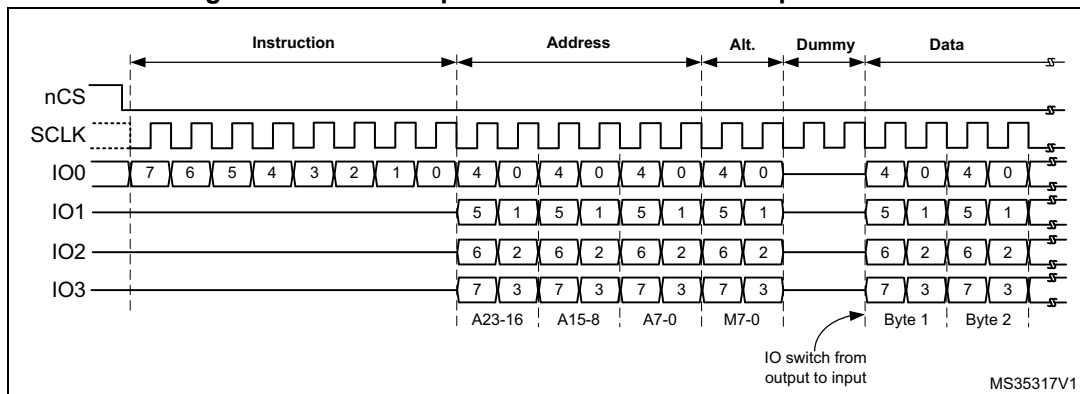 Instruction Address Alt. Dummy Data
nCS
SCLK
IO0 7 6 5 4 3 2 1 0 4 0 4 0 4 0 4 0 4 0 4 0
IO1 5 1 5 1 5 1 5 1 5 1 5 1
IO2 6 2 6 2 6 2 6 2 6 2 6 2
IO3 7 3 7 3 7 3 7 3 7 3 7 3
A23-16 A15-8 A7-0 M7-0 Byte 1 Byte 2
IO switch from
output to input
MS35317V1